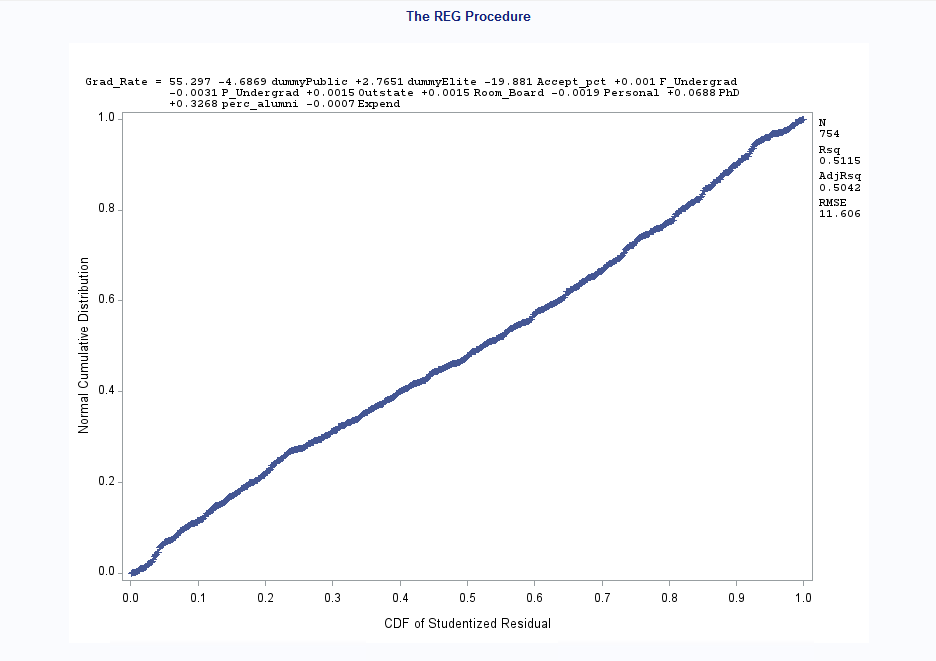 The REG Procedure
Grad_Rate = 55.297 -4.6869 dummyPublic +2.7651 dummyElite -19.881 Accept_pct +0.001 F_Undergrad
-0.0031 P_Undergrad +0.0015 Outstate +0.0015 Room_Board -0.0019 Personal +0.0688 PhD
+0.3268 perc_alumni -0.0007 Expend
N
754
Rsq
0.5115
AdjRsq
0.5042
RMSE
11.606
Normal Cumulative Distribution
1.0
0.8
0.6
0.4
0.2
0.0
0.0 0.1 0.2 0.3 0.4 0.5 0.6 0.7 0.8 0.9 1.0
CDF of Studentized Residual